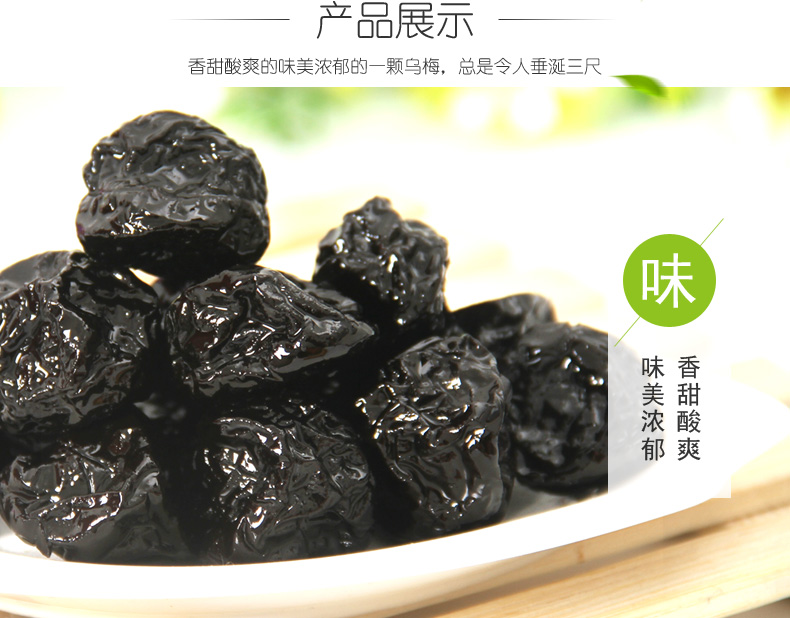 产品展示
香甜酸爽的味美浓郁的一颗乌梅，总是令人垂涎三尺
味
香甜酸爽
味美浓郁